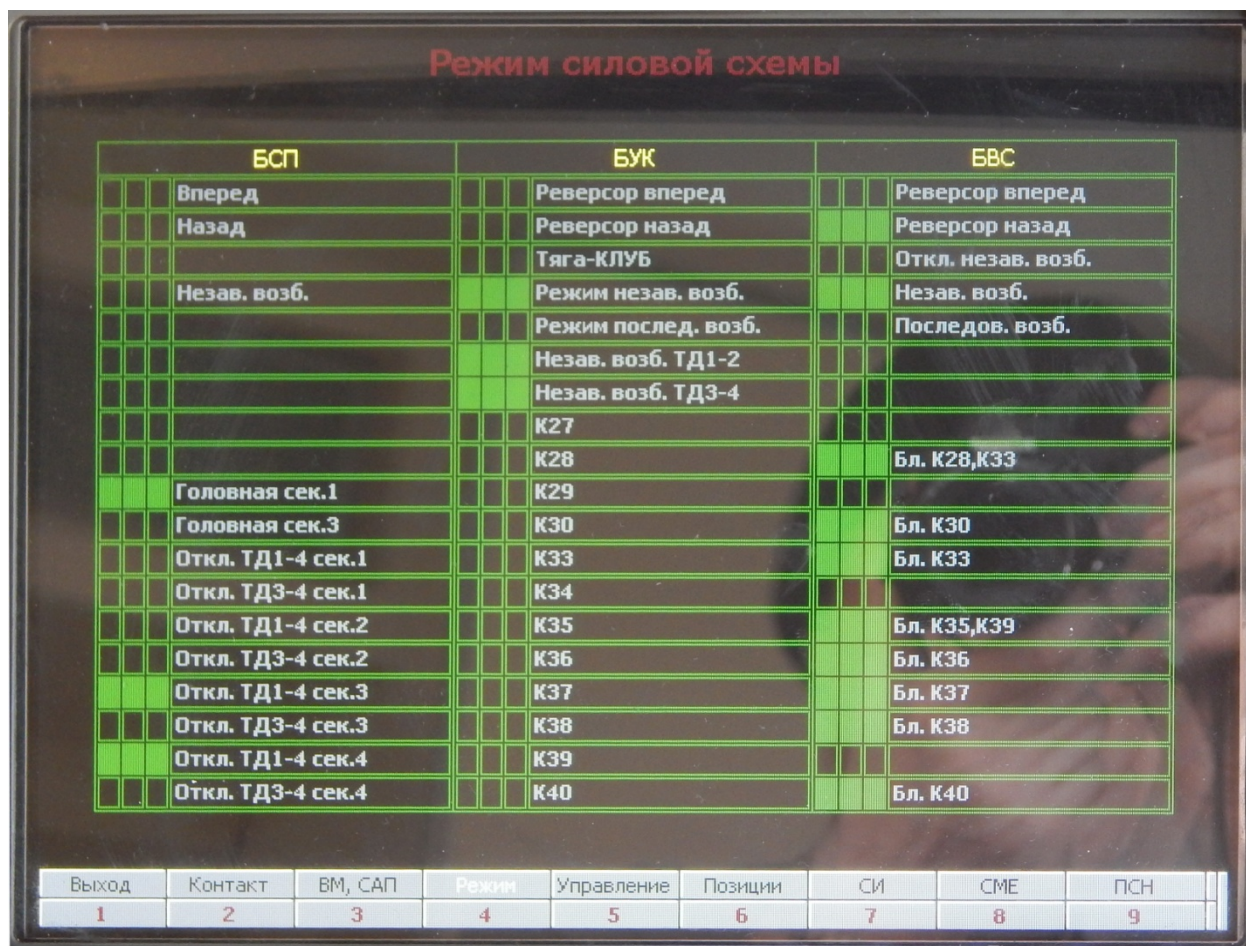 Режим силовой схемы
БСП БУК БВС
Вперед Реверсор вперед Реверсор вперед
Назад Реверсор назад Реверсор назад
Тяга-КЛУБ Откл. незав. возб.
Незав. возб. Режим незав. возб. Незав. возб.
Режим послед. возб. Последов. возб.
Незав. возб. ТД1-2
Незав. возб. ТД3-4
К27
К28 Бл. К28,К33
Головная сек.1 К29
Головная сек.3 К30 Бл. К30
Откл. ТД1-4 сек.1 К33 Бл. К33
Откл. ТД3-4 сек.1 К34
Откл. ТД1-4 сек.2 К35 Бл. К35,К39
Откл. ТД3-4 сек.2 К36 Бл. К36
Откл. ТД1-4 сек.3 К37 Бл. К37
Откл. ТД3-4 сек.3 К38 Бл. К38
Откл. ТД1-4 сек.4 К39
Откл. ТД3-4 сек.4 К40 Бл. К40
Выход Контакт ВМ, САП Режим Управление Позиции СИ СМЕ ПСН
1 2 3 4 5 6 7 8 9